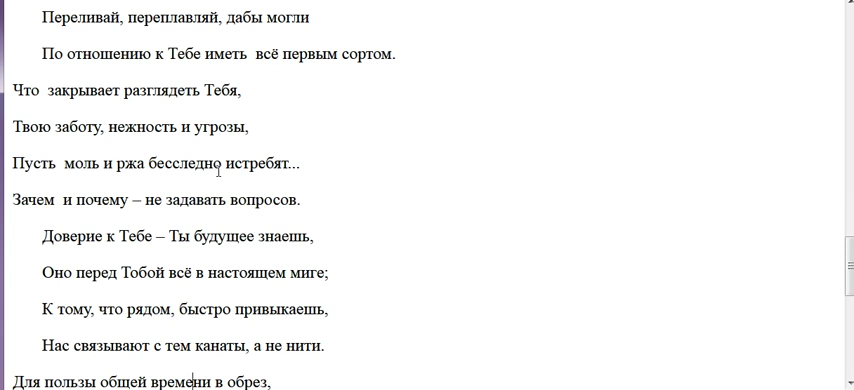 Переливай, переплавляй, дабы могли
По отношению к Тебе иметь  всё первым сортом.
Что  закрывает разглядеть Тебя,
Твою заботу, нежность и угрозы,
Пусть  моль и ржа бесследно истребят...
Зачем  и почему – не задавать вопросов.
Доверие к Тебе – Ты будущее знаешь,
Оно перед Тобой всё в настоящем миге;
К тому, что рядом, быстро привыкаешь,
Нас связывают с тем канаты, а не нити.
Для пользы общей времени в обрез,